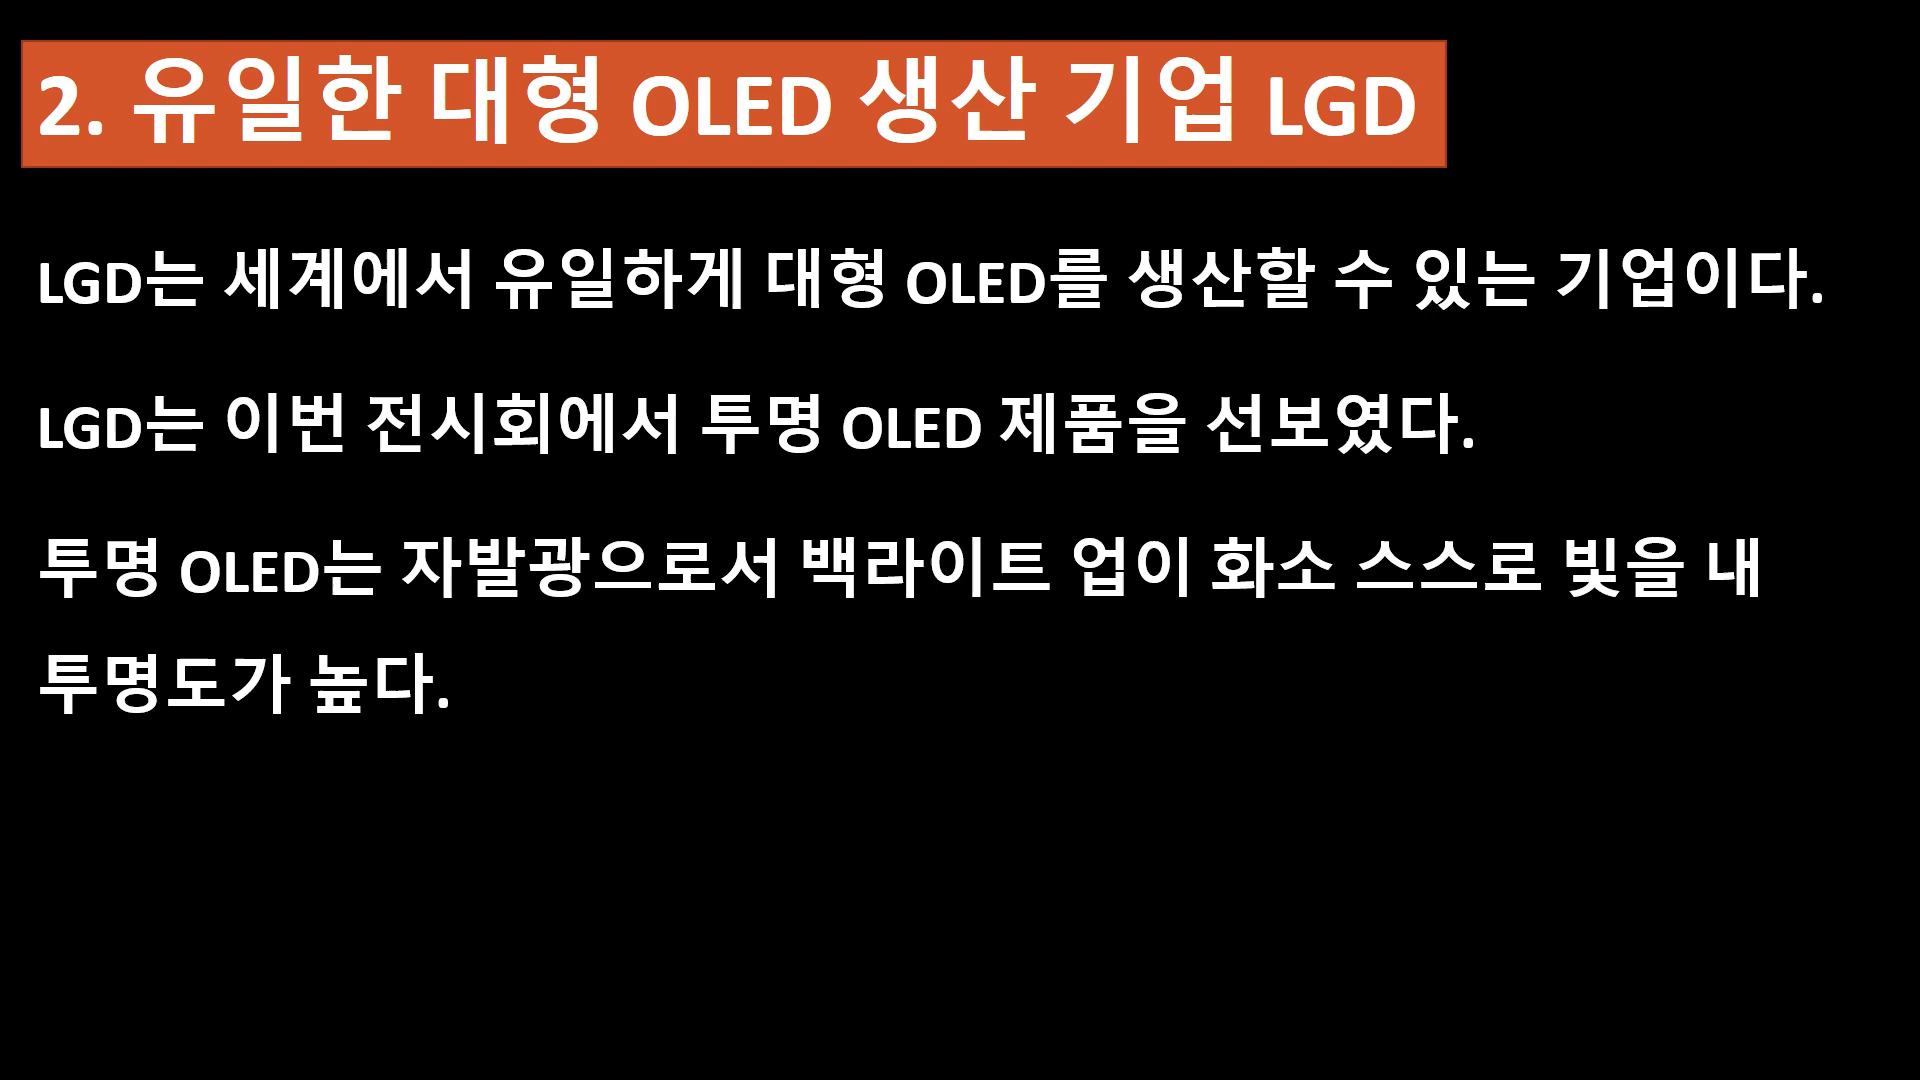 2. 유일한 대형 OLED 생산 기업 LGD
LGD는 세계에서 유일하게 대형 OLED를 생산할 수 있는 기업이다.
LGD는 이번 전시회에서 투명 OLED 제품을 선보였다.
투명 OLED는 자발광으로서 백라이트 업이 화소 스스로 빛을 내
투명도가 높다.